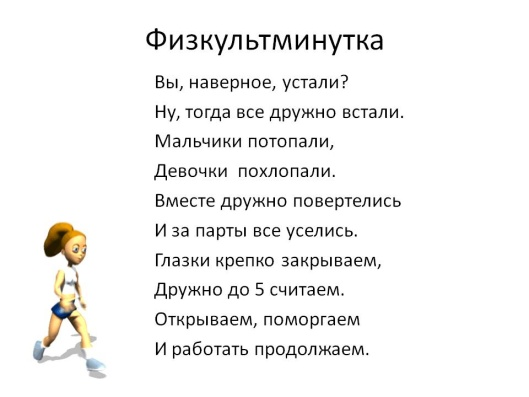 Физкультминутка
Вы, наверное, устали?
Ну, тогда все дружно встали.
Мальчики потопали,
Девочки похлопали.
Вместе дружно повертелись
И за парты все уселись.
Глазки крепко закрываем,
Дружно до 5 считаем.
Открываем, поморгаем
И работать продолжаем.